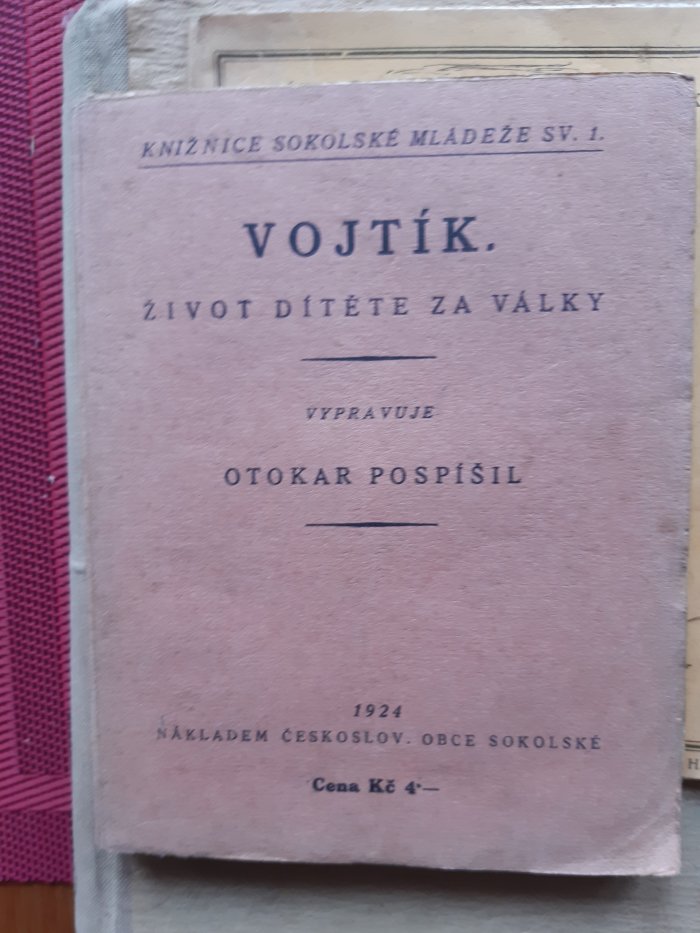 KNIŽNICE SOKOLSKÉ MLÁDEŽE SV. 1.
VOJTÍK.
ŽIVOT DÍTĚTE ZA VÁLKY
VYPRAVUJE
OTOKAR POSPÍŠIL
1924
NÁKLADEM ČESKOSLOV. OBCE SOKOLSKÉ
Cena Kč 4·—
H